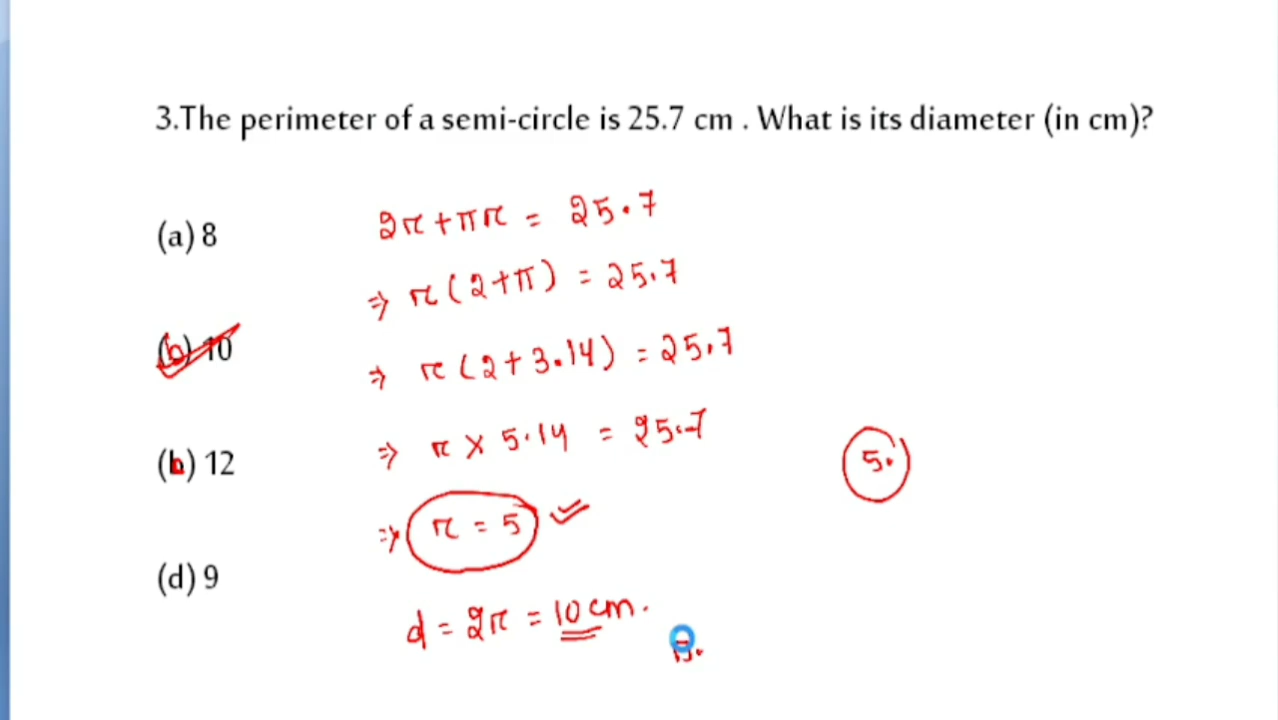 3.The perimeter of a semi-circle is 25.7 cm . What is its diameter (in cm)?
2r+πr = 25.7
(a) 8
⇒ r(2+π) = 25.7
(b) 10
⇒ r(2+3.14) = 25.7
⇒ r × 5.14 = 25.7
(b) 12
5.
⇒ r = 5
(d) 9
d = 2r = 10 cm.